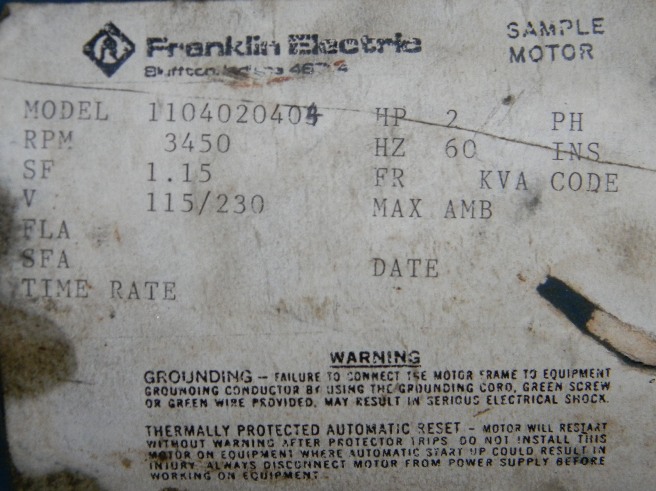 Franklin Electric
Bluffton, Indiana
SAMPLE
MOTOR
MODEL 1104020404 HP 2 PH
RPM 3450 HZ 60 INS
SF 1.15 FR KVA CODE
V 115/230 MAX AMB
FLA
SFA DATE
TIME RATE
WARNING
GROUNDING – FAILURE TO CONNECT THE MOTOR FRAME TO EQUIPMENT
GROUNDING CONDUCTOR BY USING THE GROUNDING CORD, GREEN SCREW
OR GREEN WIRE PROVIDED, MAY RESULT IN SERIOUS ELECTRICAL SHOCK.
THERMALLY PROTECTED AUTOMATIC RESET – MOTOR WILL RESTART
WITHOUT WARNING AFTER PROTECTOR TRIPS. DO NOT INSTALL THIS
MOTOR ON EQUIPMENT WHERE AUTOMATIC START UP COULD RESULT IN
INJURY. ALWAYS DISCONNECT MOTOR FROM POWER SUPPLY BEFORE
WORKING ON EQUIPMENT.